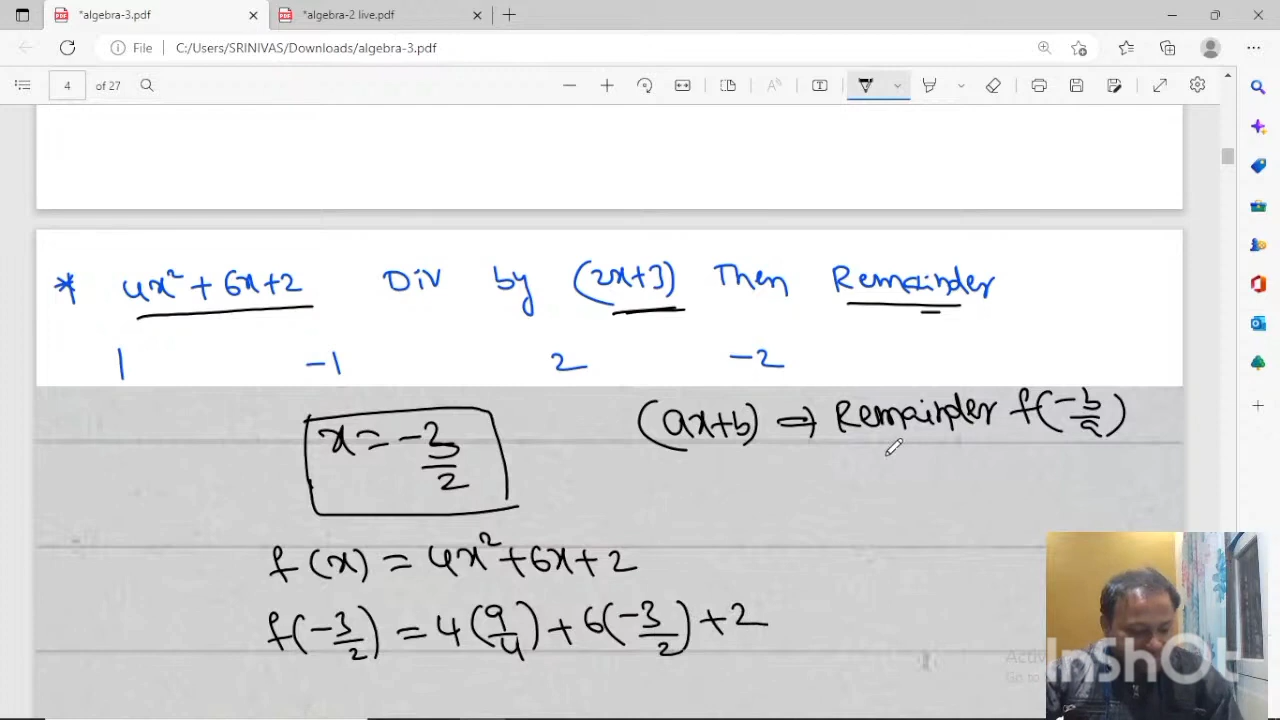 *algebra-3.pdf
*algebra-2 live.pdf
File C:/Users/SRINIVAS/Downloads/algebra-3.pdf
4 of 27
* 4x² + 6x+2 Div by (2x+3) Then Remainder
1 -1 2 -2
x = -3/2
(ax+b) ⇒ Remainder f(-b/a)
f(x) = 4x²+6x+2
f(-3/2) = 4(9/4)+6(-3/2)+2
InShOt